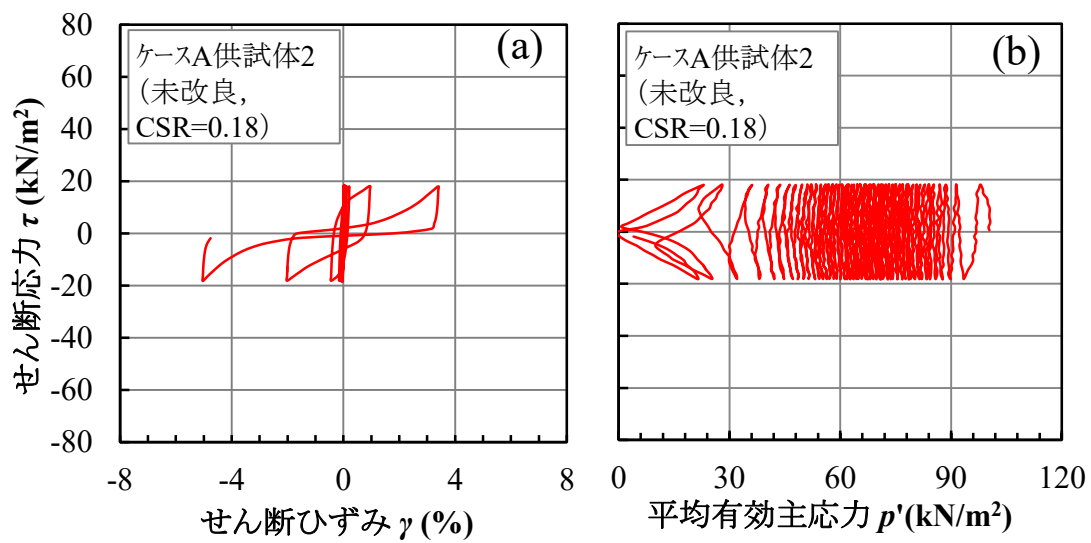 80
60
40
20
0
-20
-40
-60
-80
せん断応力 τ (kN/m²)
ケースA供試体2
（未改良,
CSR=0.18）
(a)
-8
-4
0
4
8
せん断ひずみ γ (%)
ケースA供試体2
（未改良,
CSR=0.18）
(b)
0
30
60
90
120
平均有効主応力 p'(kN/m²)